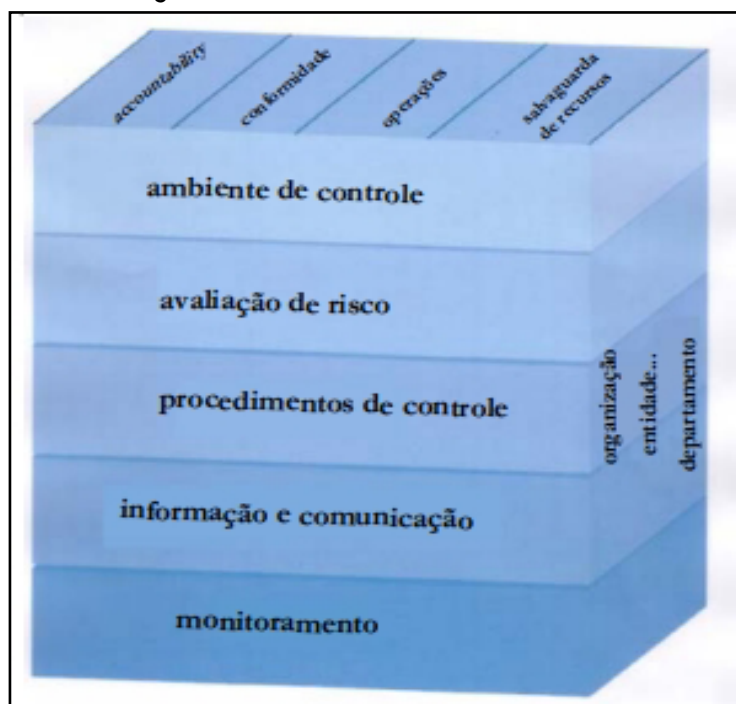 accountability
conformidade
operações
salvaguarda
de recursos
ambiente de controle
avaliação de risco
procedimentos de controle
informação e comunicação
monitoramento
organização
entidade...
departamento